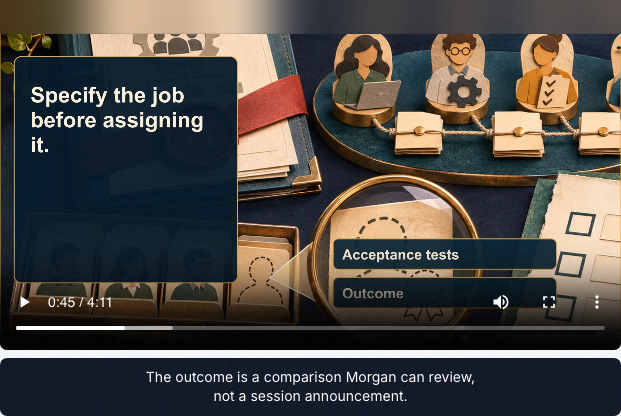 Specify the job
before assigning
it.
Acceptance tests
Outcome
0:45 / 4:11
The outcome is a comparison Morgan can review,
not a session announcement.